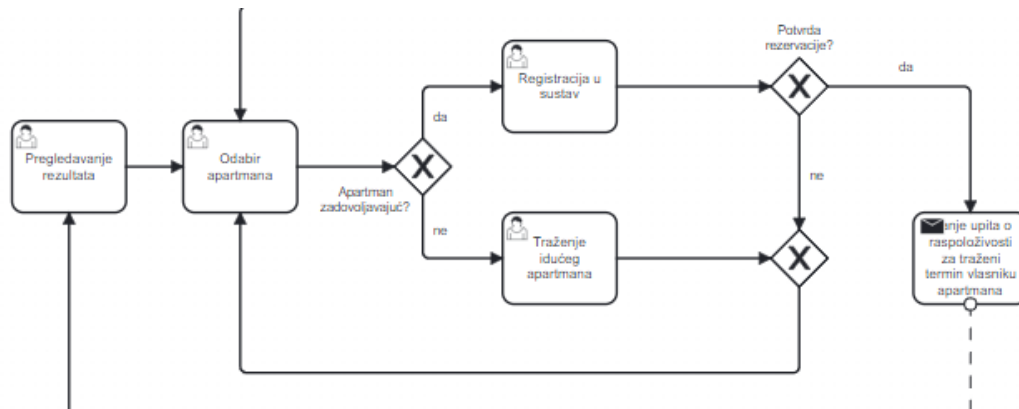 Potvrda
rezervacije?
da
Registracija u
sustav
da
Pregledavanje
rezultata
Odabir
apartmana
Apartman
zadovoljavajuć?
ne
ne
Traženje
idućeg
apartmana
upita o
raspoloživosti
za traženi
termin vlasniku
apartmana